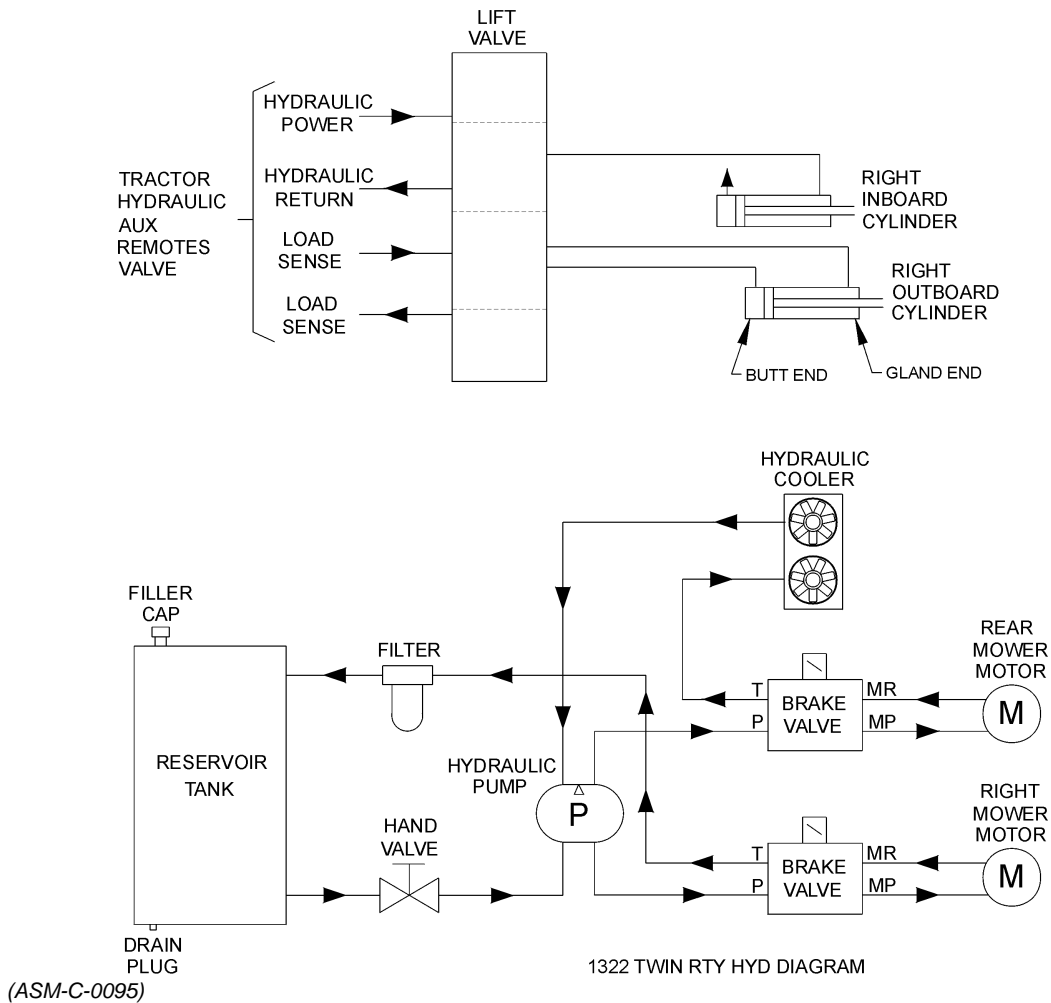 LIFT
VALVE
HYDRAULIC
POWER
TRACTOR
HYDRAULIC
AUX
REMOTES
VALVE
HYDRAULIC
RETURN
LOAD
SENSE
LOAD
SENSE
RIGHT
INBOARD
CYLINDER
RIGHT
OUTBOARD
CYLINDER
BUTT END
GLAND END
HYDRAULIC
COOLER
FILLER
CAP
FILTER
REAR
MOWER
MOTOR
T
P
BRAKE
VALVE
MR
MP
M
RESERVOIR
TANK
HYDRAULIC
PUMP
P
HAND
VALVE
RIGHT
MOWER
MOTOR
T
P
BRAKE
VALVE
MR
MP
M
DRAIN
PLUG
1322 TWIN RTY HYD DIAGRAM
(ASM-C-0095)